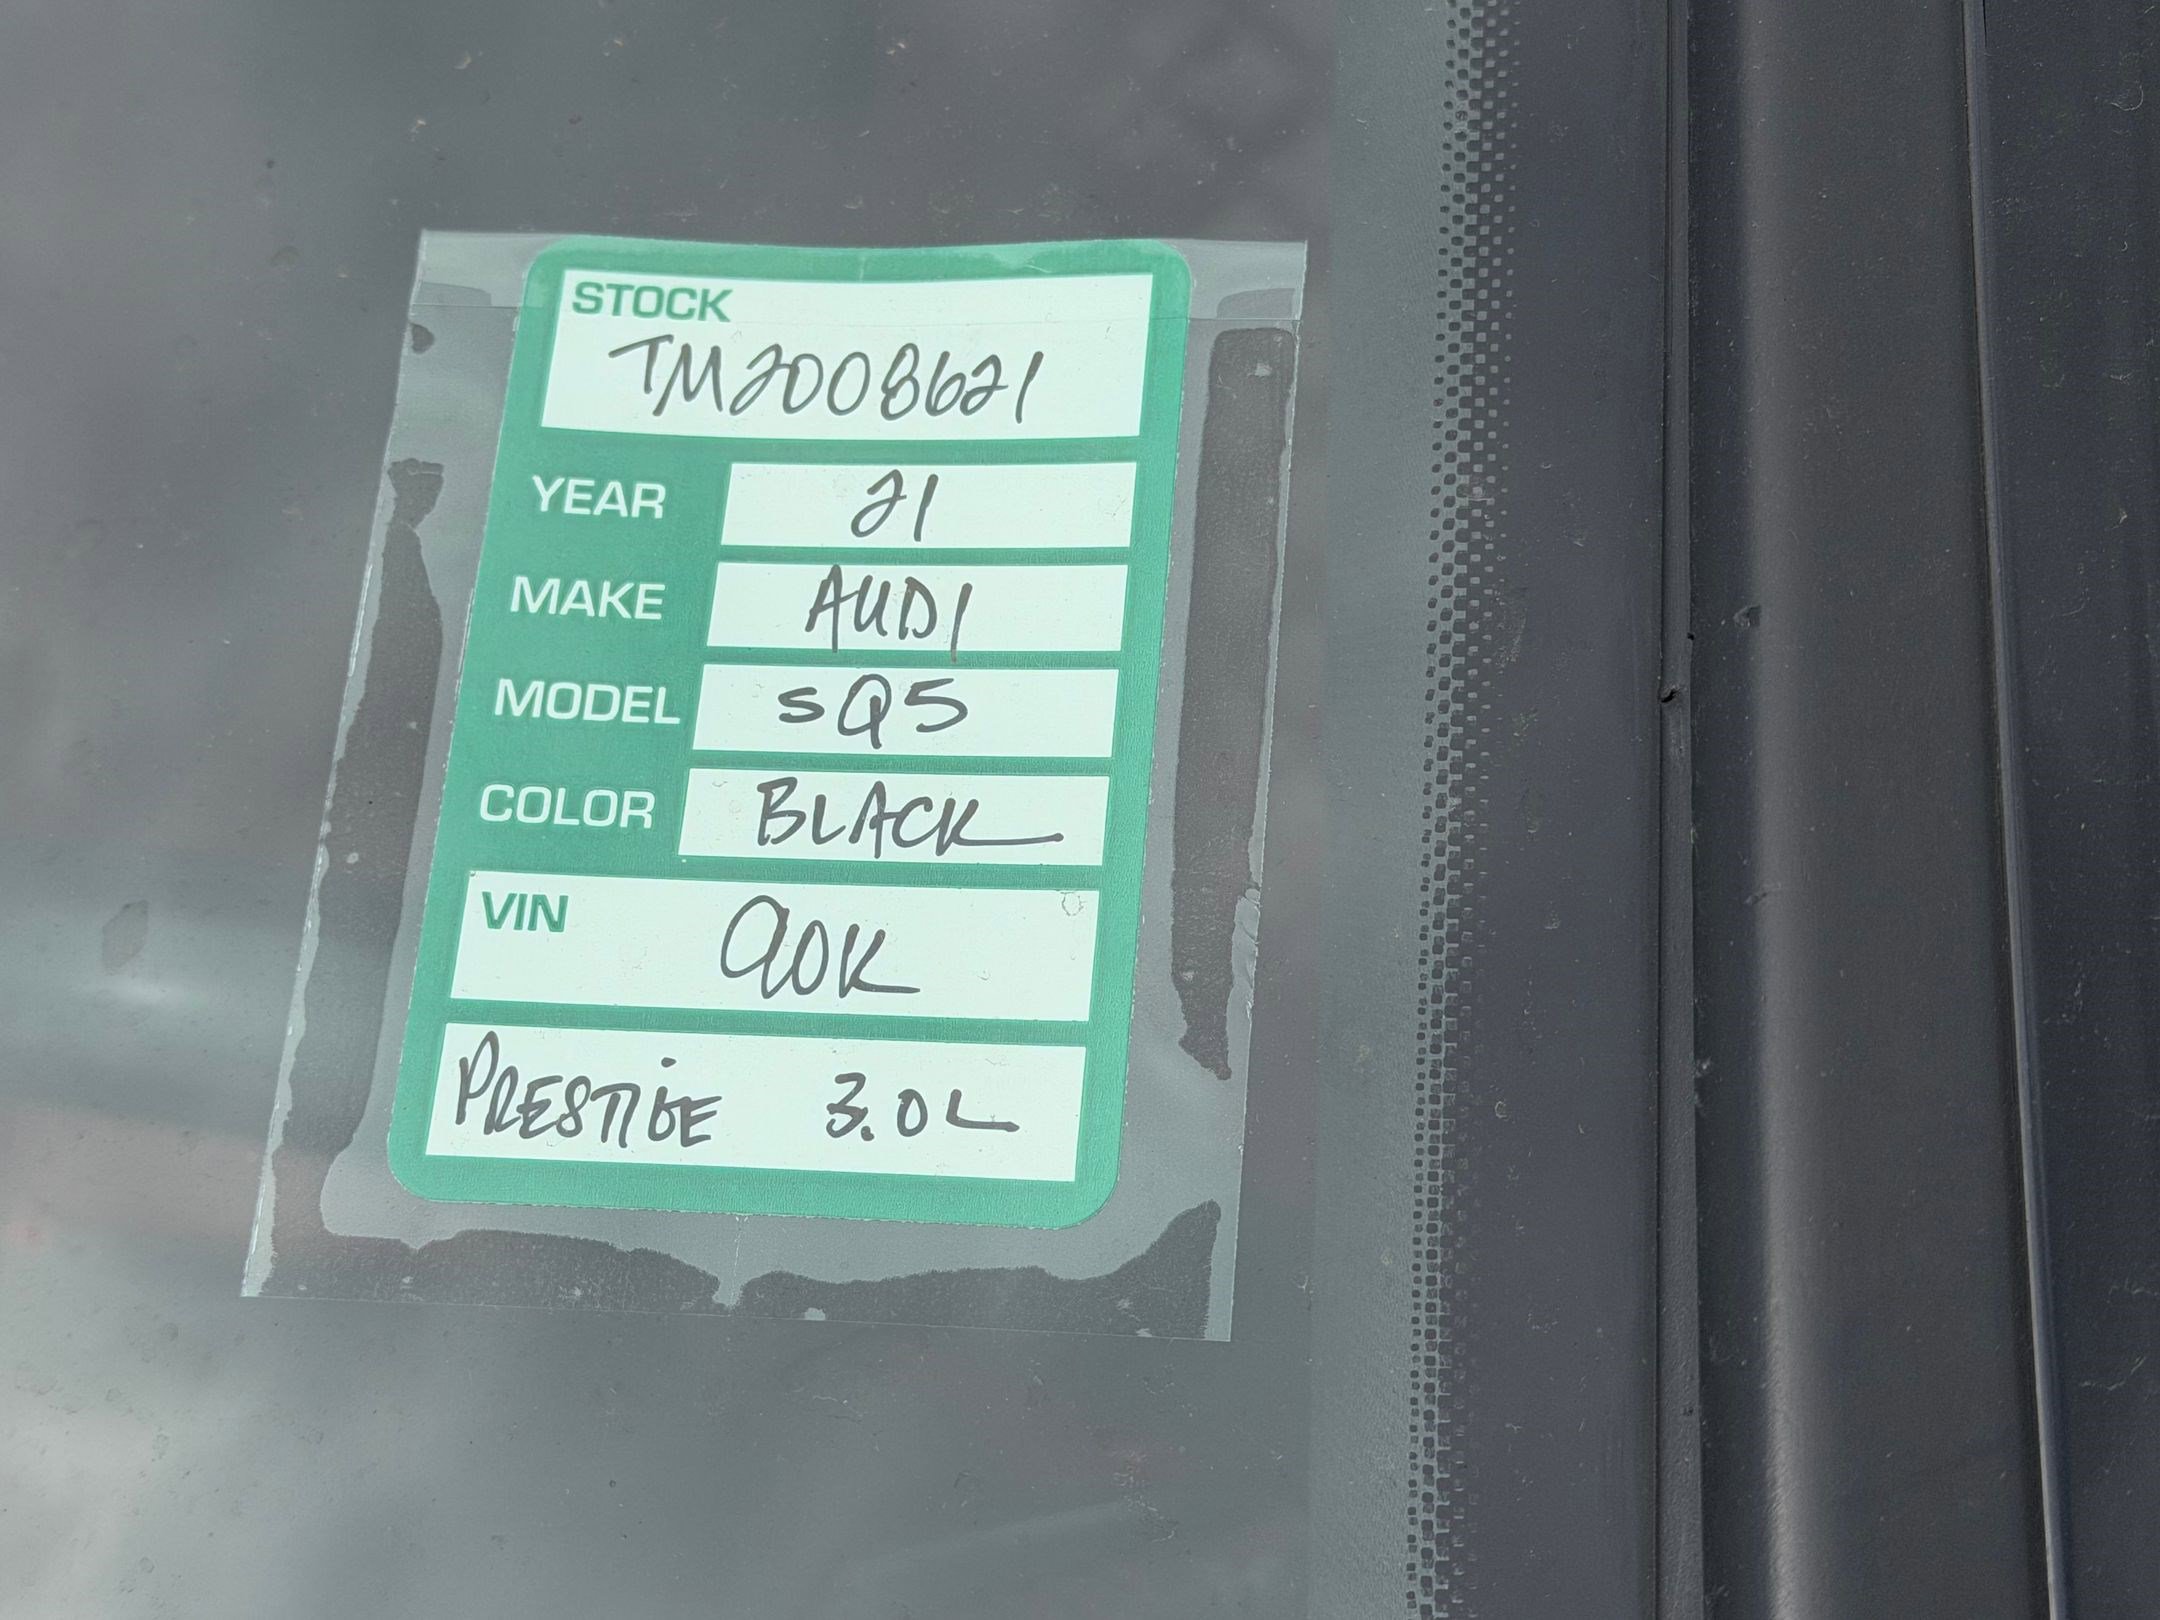 STOCK
TM2008621
YEAR 21
MAKE AUDI
MODEL SQ5
COLOR BLACK
VIN 90K
PRESTIGE 3.0L